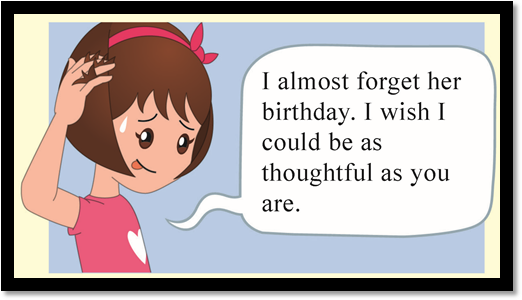 I almost forget her
birthday. I wish I
could be as
thoughtful as you
are.